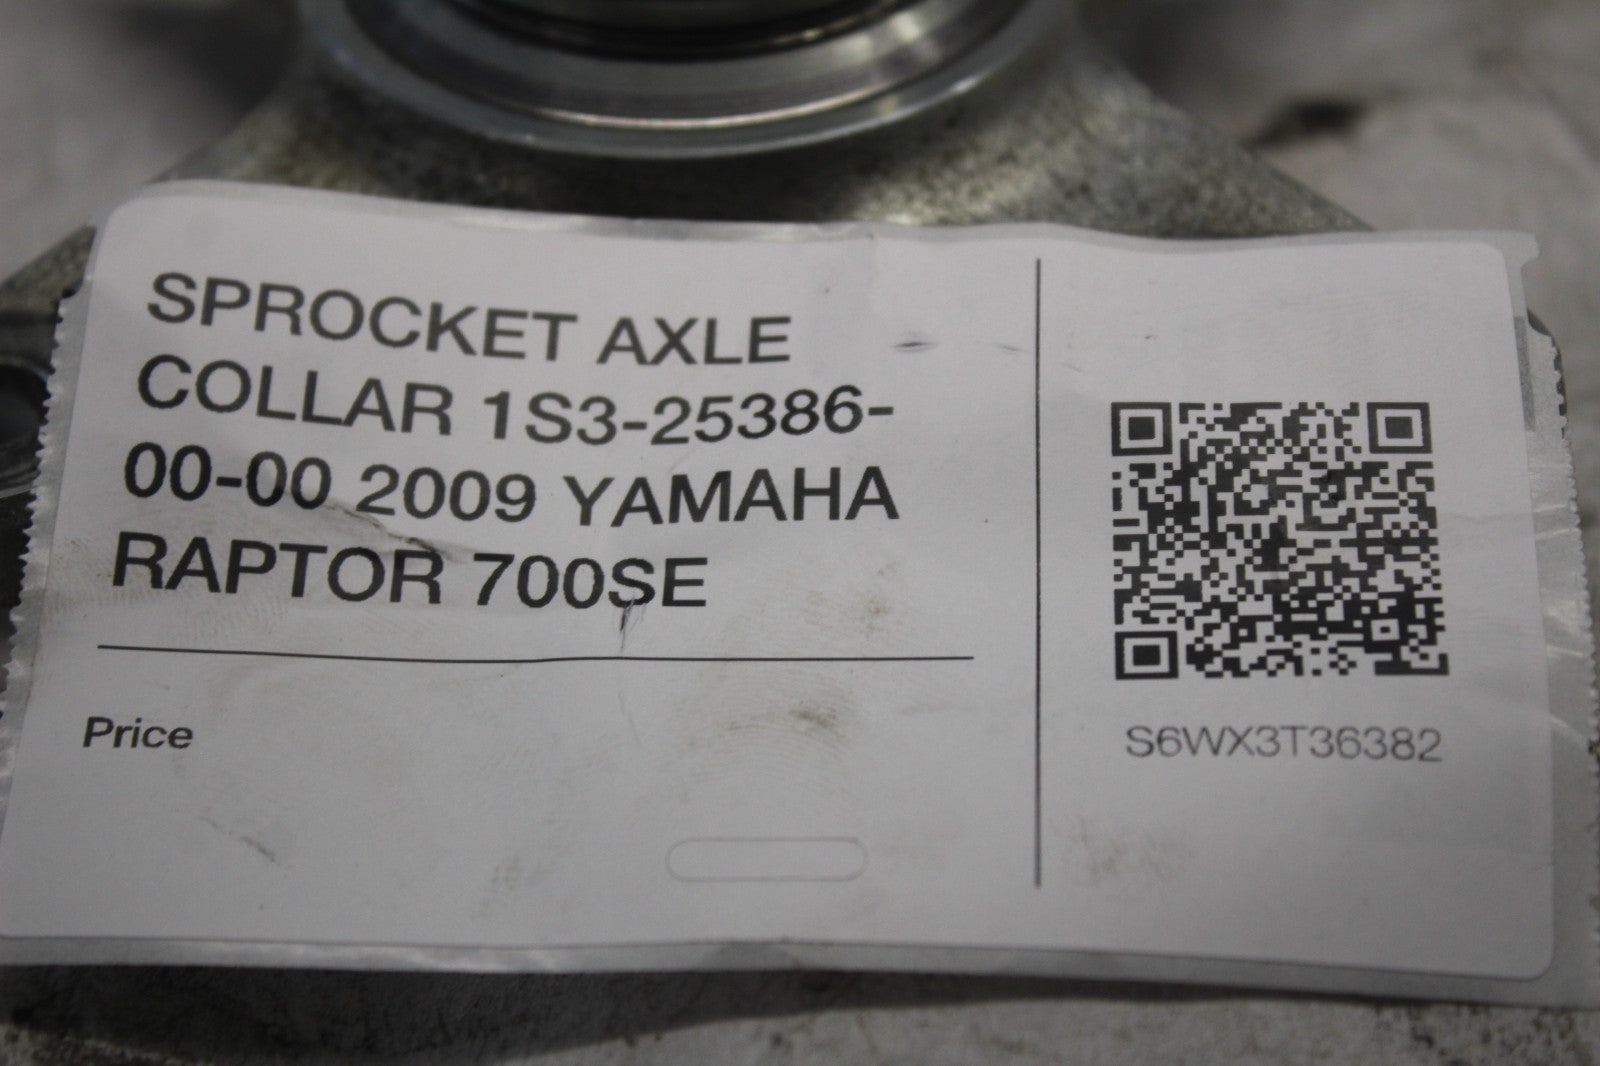 SPROCKET AXLE
COLLAR 1S3-25386-
00-00 2009 YAMAHA
RAPTOR 700SE
Price
S6WX3T36382